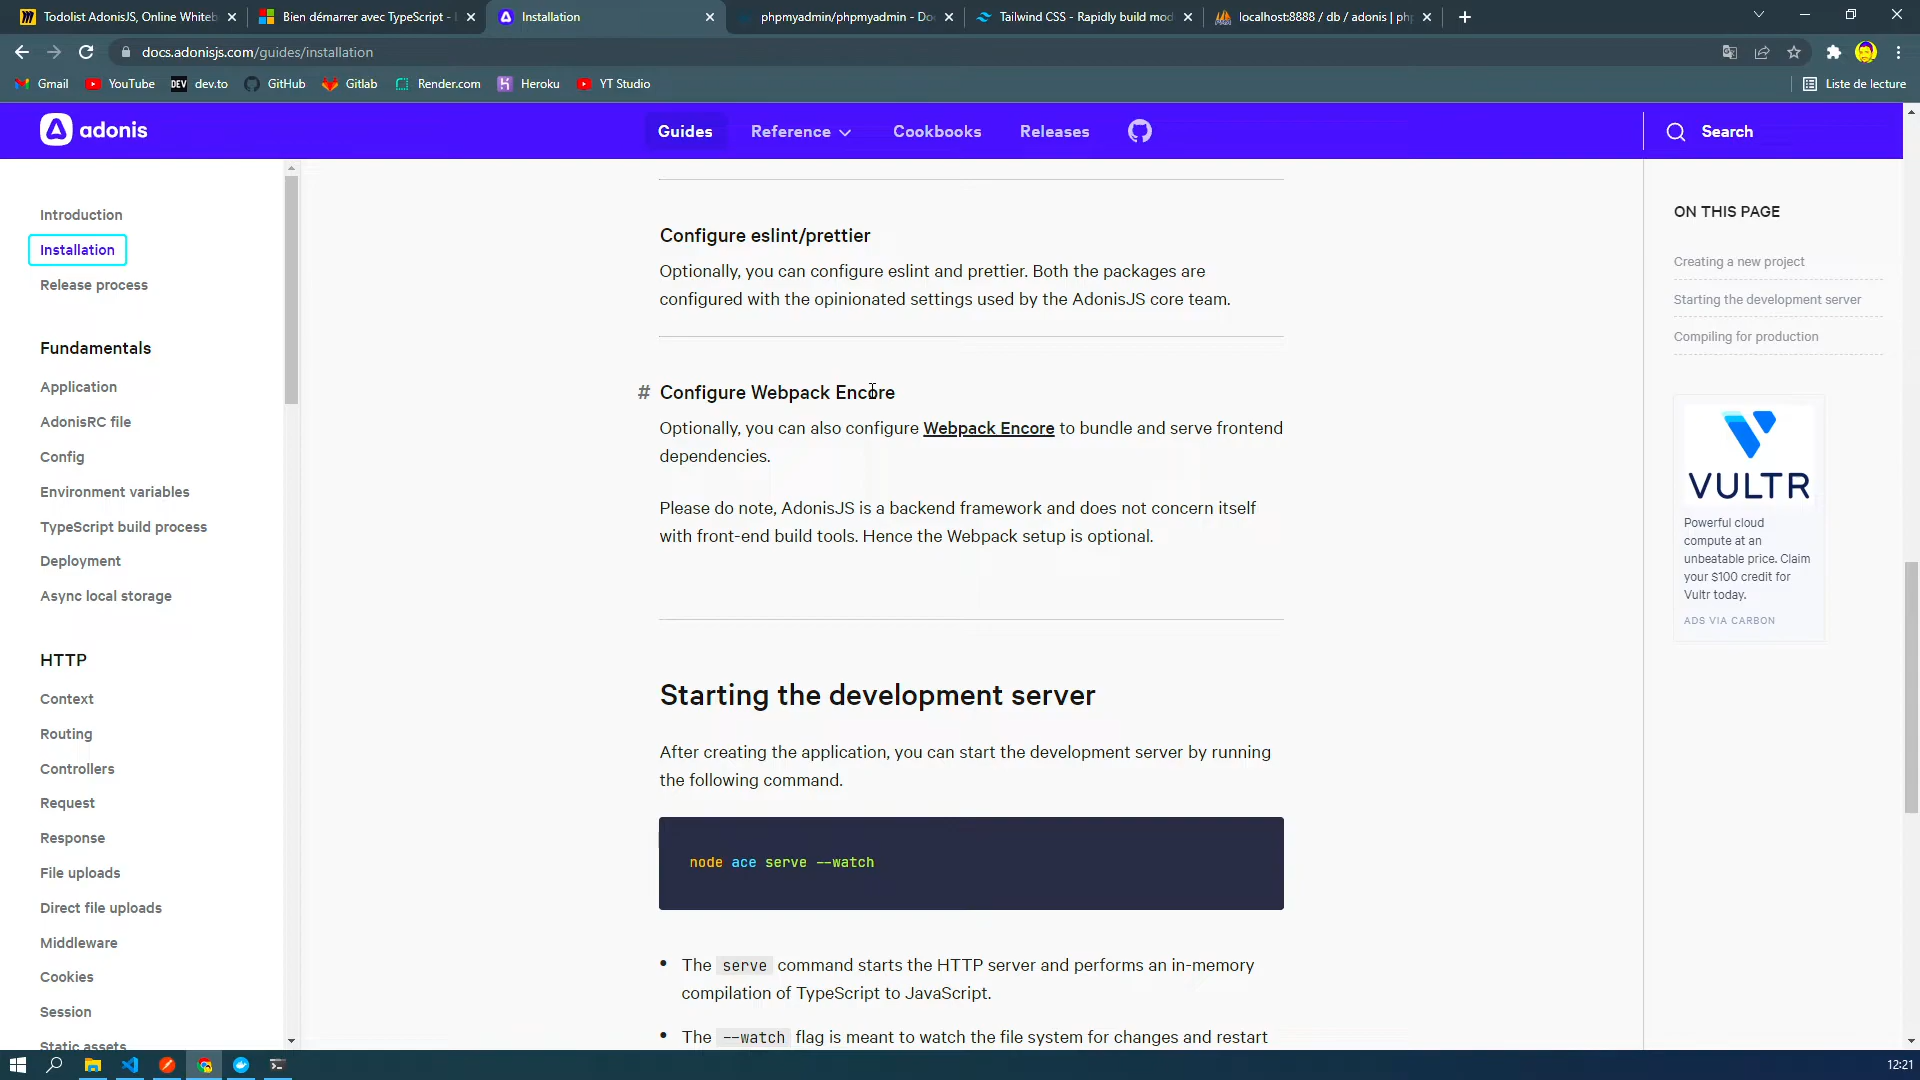 Todolist AdonisJS, Online Whiteb
Bien démarrer avec TypeScript -
Installation
phpmyadmin/phpmyadmin - Do
Tailwind CSS - Rapidly build mod
localhost:8888 / db / adonis | ph
docs.adonisjs.com/guides/installation
Gmail
YouTube
DEV dev.to
GitHub
Gitlab
Render.com
Heroku
YT Studio
Liste de lecture
adonis
Guides
Reference
Cookbooks
Releases
Search
Introduction
Installation
Release process
Fundamentals
Application
AdonisRC file
Config
Environment variables
TypeScript build process
Deployment
Async local storage
HTTP
Context
Routing
Controllers
Request
Response
File uploads
Direct file uploads
Middleware
Cookies
Session
Static assets
Configure eslint/prettier
Optionally, you can configure eslint and prettier. Both the packages are
configured with the opinionated settings used by the AdonisJS core team.
# Configure Webpack Encore
Optionally, you can also configure Webpack Encore to bundle and serve frontend
dependencies.
Please do note, AdonisJS is a backend framework and does not concern itself
with front-end build tools. Hence the Webpack setup is optional.
Starting the development server
After creating the application, you can start the development server by running
the following command.
node ace serve --watch
• The serve command starts the HTTP server and performs an in-memory
compilation of TypeScript to JavaScript.
• The --watch flag is meant to watch the file system for changes and restart
ON THIS PAGE
Creating a new project
Starting the development server
Compiling for production
VULTR
Powerful cloud
compute at an
unbeatable price. Claim
your $100 credit for
Vultr today.
ADS VIA CARBON
12:21